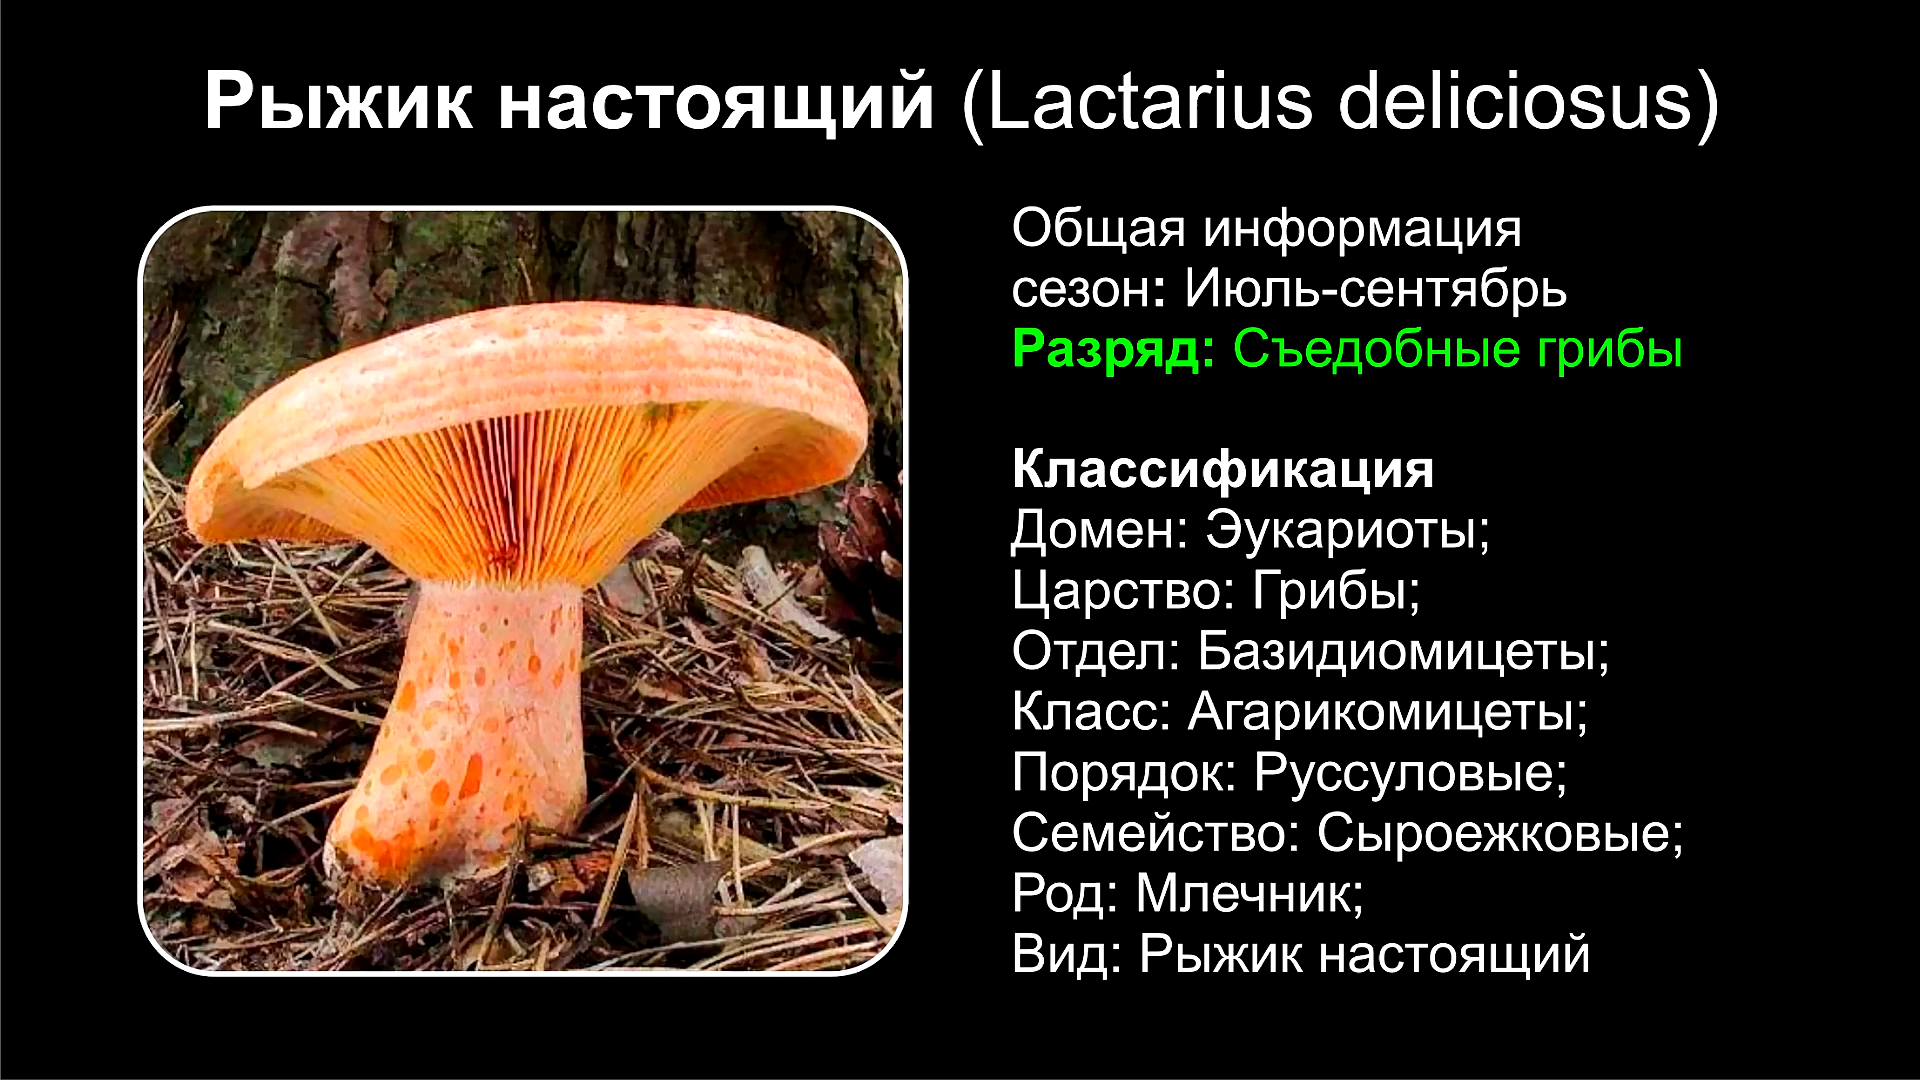 Рыжик настоящий (Lactarius deliciosus)
Общая информация
сезон: Июль-сентябрь
Разряд: Съедобные грибы
Классификация
Домен: Эукариоты;
Царство: Грибы;
Отдел: Базидиомицеты;
Класс: Агарикомицеты;
Порядок: Руссуловые;
Семейство: Сыроежковые;
Род: Млечник;
Вид: Рыжик настоящий